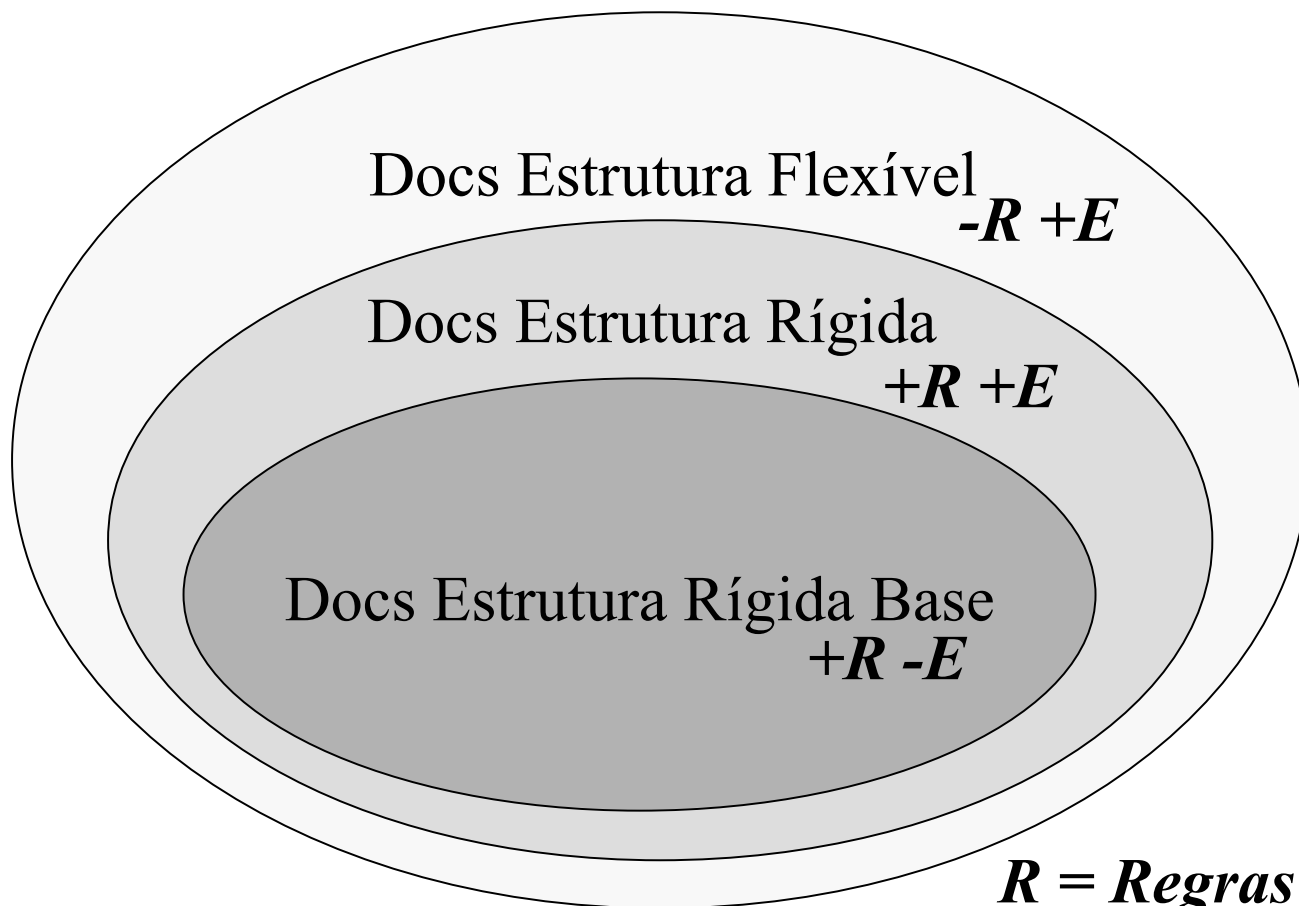 Docs Estrutura Flexível
-R +E
Docs Estrutura Rígida
+R +E
Docs Estrutura Rígida Base
+R -E
R = Regras